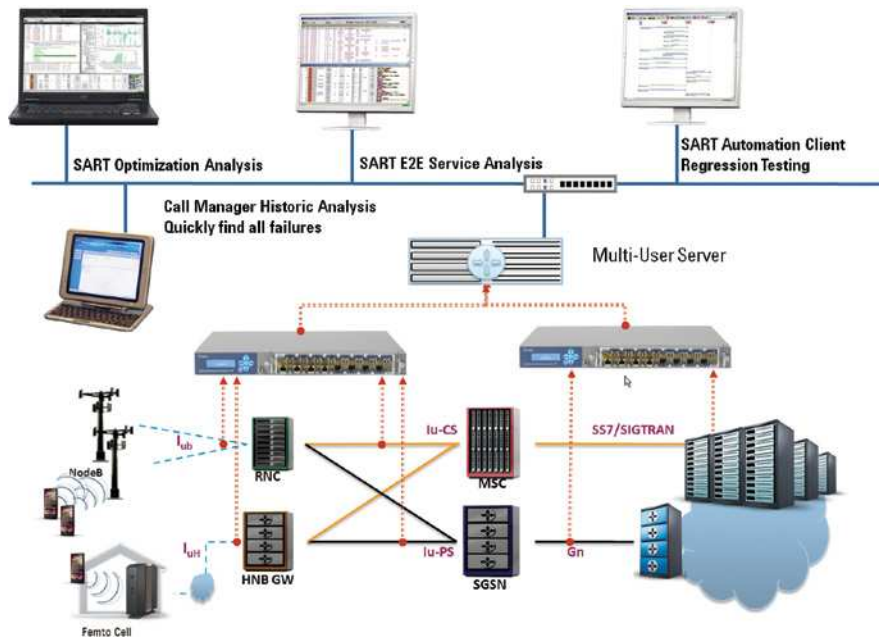 SART Optimization Analysis
SART E2E Service Analysis
SART Automation Client
Regression Testing
Call Manager Historic Analysis
Quickly find all failures
Multi-User Server
Iub
Iu-CS
SS7/SIGTRAN
NodeB
RNC
MSC
IuH
Iu-PS
Gn
HNB GW
SGSN
Femto Cell